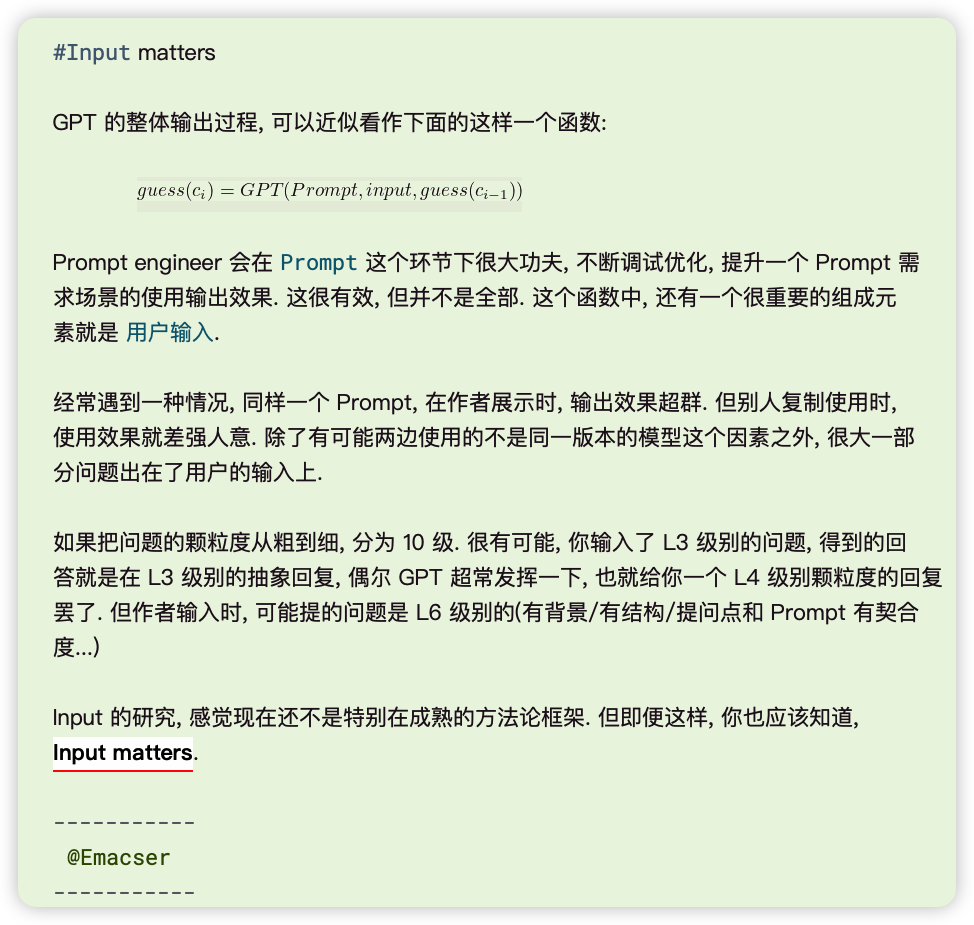 #Input matters
GPT 的整体输出过程, 可以近似看作下面的这样一个函数:
guess(c_i) = GPT(Prompt, input, guess(c_{i−1}))
Prompt engineer 会在 Prompt 这个环节下很大功夫, 不断调试优化, 提升一个 Prompt 需
求场景的使用输出效果. 这很有效, 但并不是全部. 这个函数中, 还有一个很重要的组成元
素就是 用户输入.
经常遇到一种情况, 同样一个 Prompt, 在作者展示时, 输出效果超群. 但别人复制使用时,
使用效果就差强人意. 除了有可能两边使用的不是同一版本的模型这个因素之外, 很大一部
分问题出在了用户的输入上.
如果把问题的颗粒度从粗到细, 分为 10 级. 很有可能, 你输入了 L3 级别的问题, 得到的回
答就是在 L3 级别的抽象回复, 偶尔 GPT 超常发挥一下, 也就给你一个 L4 级别颗粒度的回复
罢了. 但作者输入时, 可能提的问题是 L6 级别的(有背景/有结构/提问点和 Prompt 有契合
度...)
Input 的研究, 感觉现在还不是特别在成熟的方法论框架. 但即便这样, 你也应该知道,
Input matters.
-----------
@Emacser
-----------